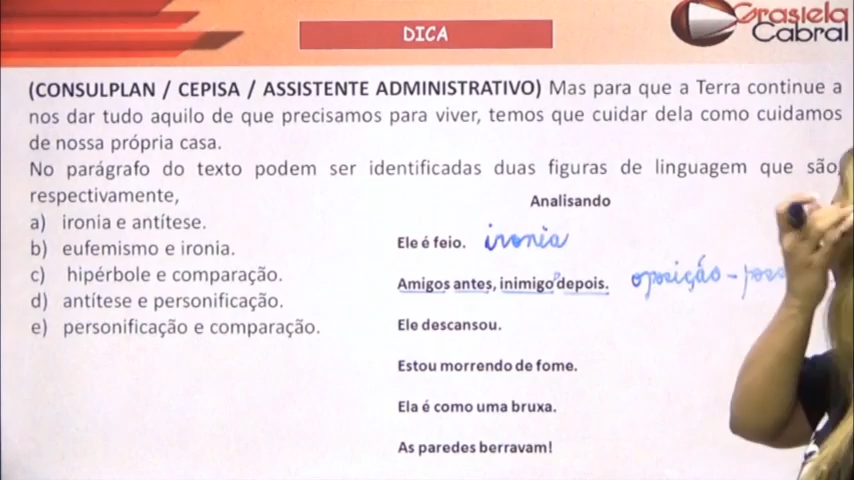 DICA
Grasiela
Cabral
(CONSULPLAN / CEPISA / ASSISTENTE ADMINISTRATIVO) Mas para que a Terra continue a
nos dar tudo aquilo de que precisamos para viver, temos que cuidar dela como cuidamos
de nossa própria casa.
No parágrafo do texto podem ser identificadas duas figuras de linguagem que são,
respectivamente,
a) ironia e antítese.
b) eufemismo e ironia.
c) hipérbole e comparação.
d) antítese e personificação.
e) personificação e comparação.
Analisando
Ele é feio. ironia
Amigos antes, inimigos depois. oposição -
Ele descansou.
Estou morrendo de fome.
Ela é como uma bruxa.
As paredes berravam!